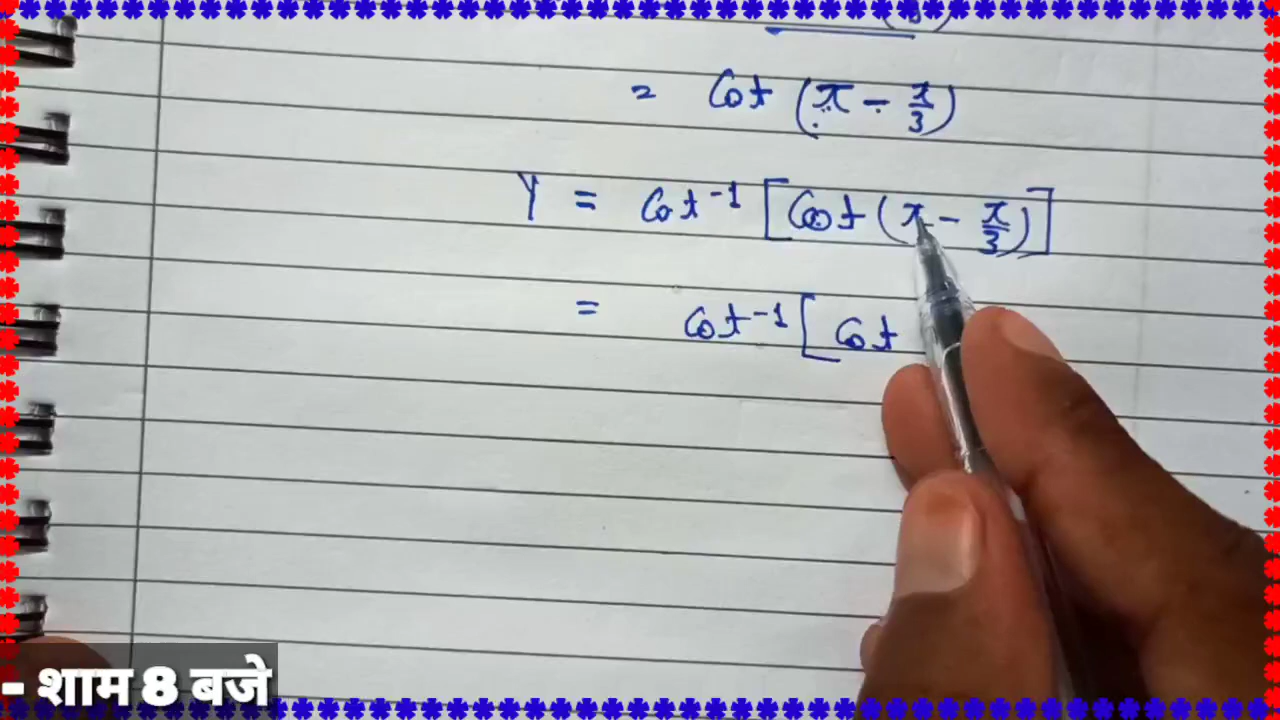 = Cot (π - π/3)
Y = Cot⁻¹ [Cot (π - π/3)]
= Cot⁻¹ [Cot
- शाम 8 बजे